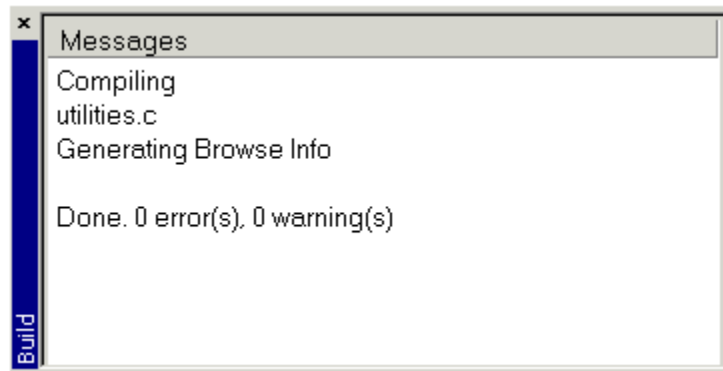 ×
Messages
Compiling
utilities.c
Generating Browse Info
Done. 0 error(s), 0 warning(s)
Build